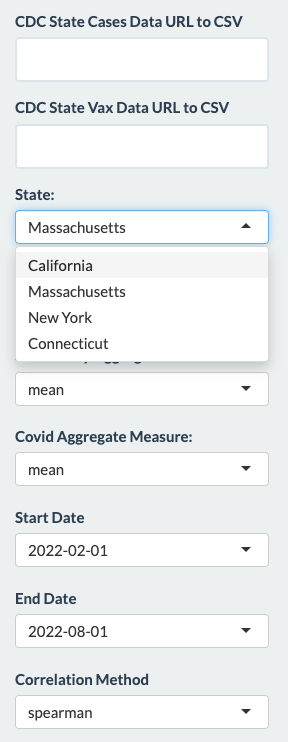 CDC State Cases Data URL to CSV
CDC State Vax Data URL to CSV
State:
Massachusetts
California
Massachusetts
New York
Connecticut
mean
Covid Aggregate Measure:
mean
Start Date
2022-02-01
End Date
2022-08-01
Correlation Method
spearman